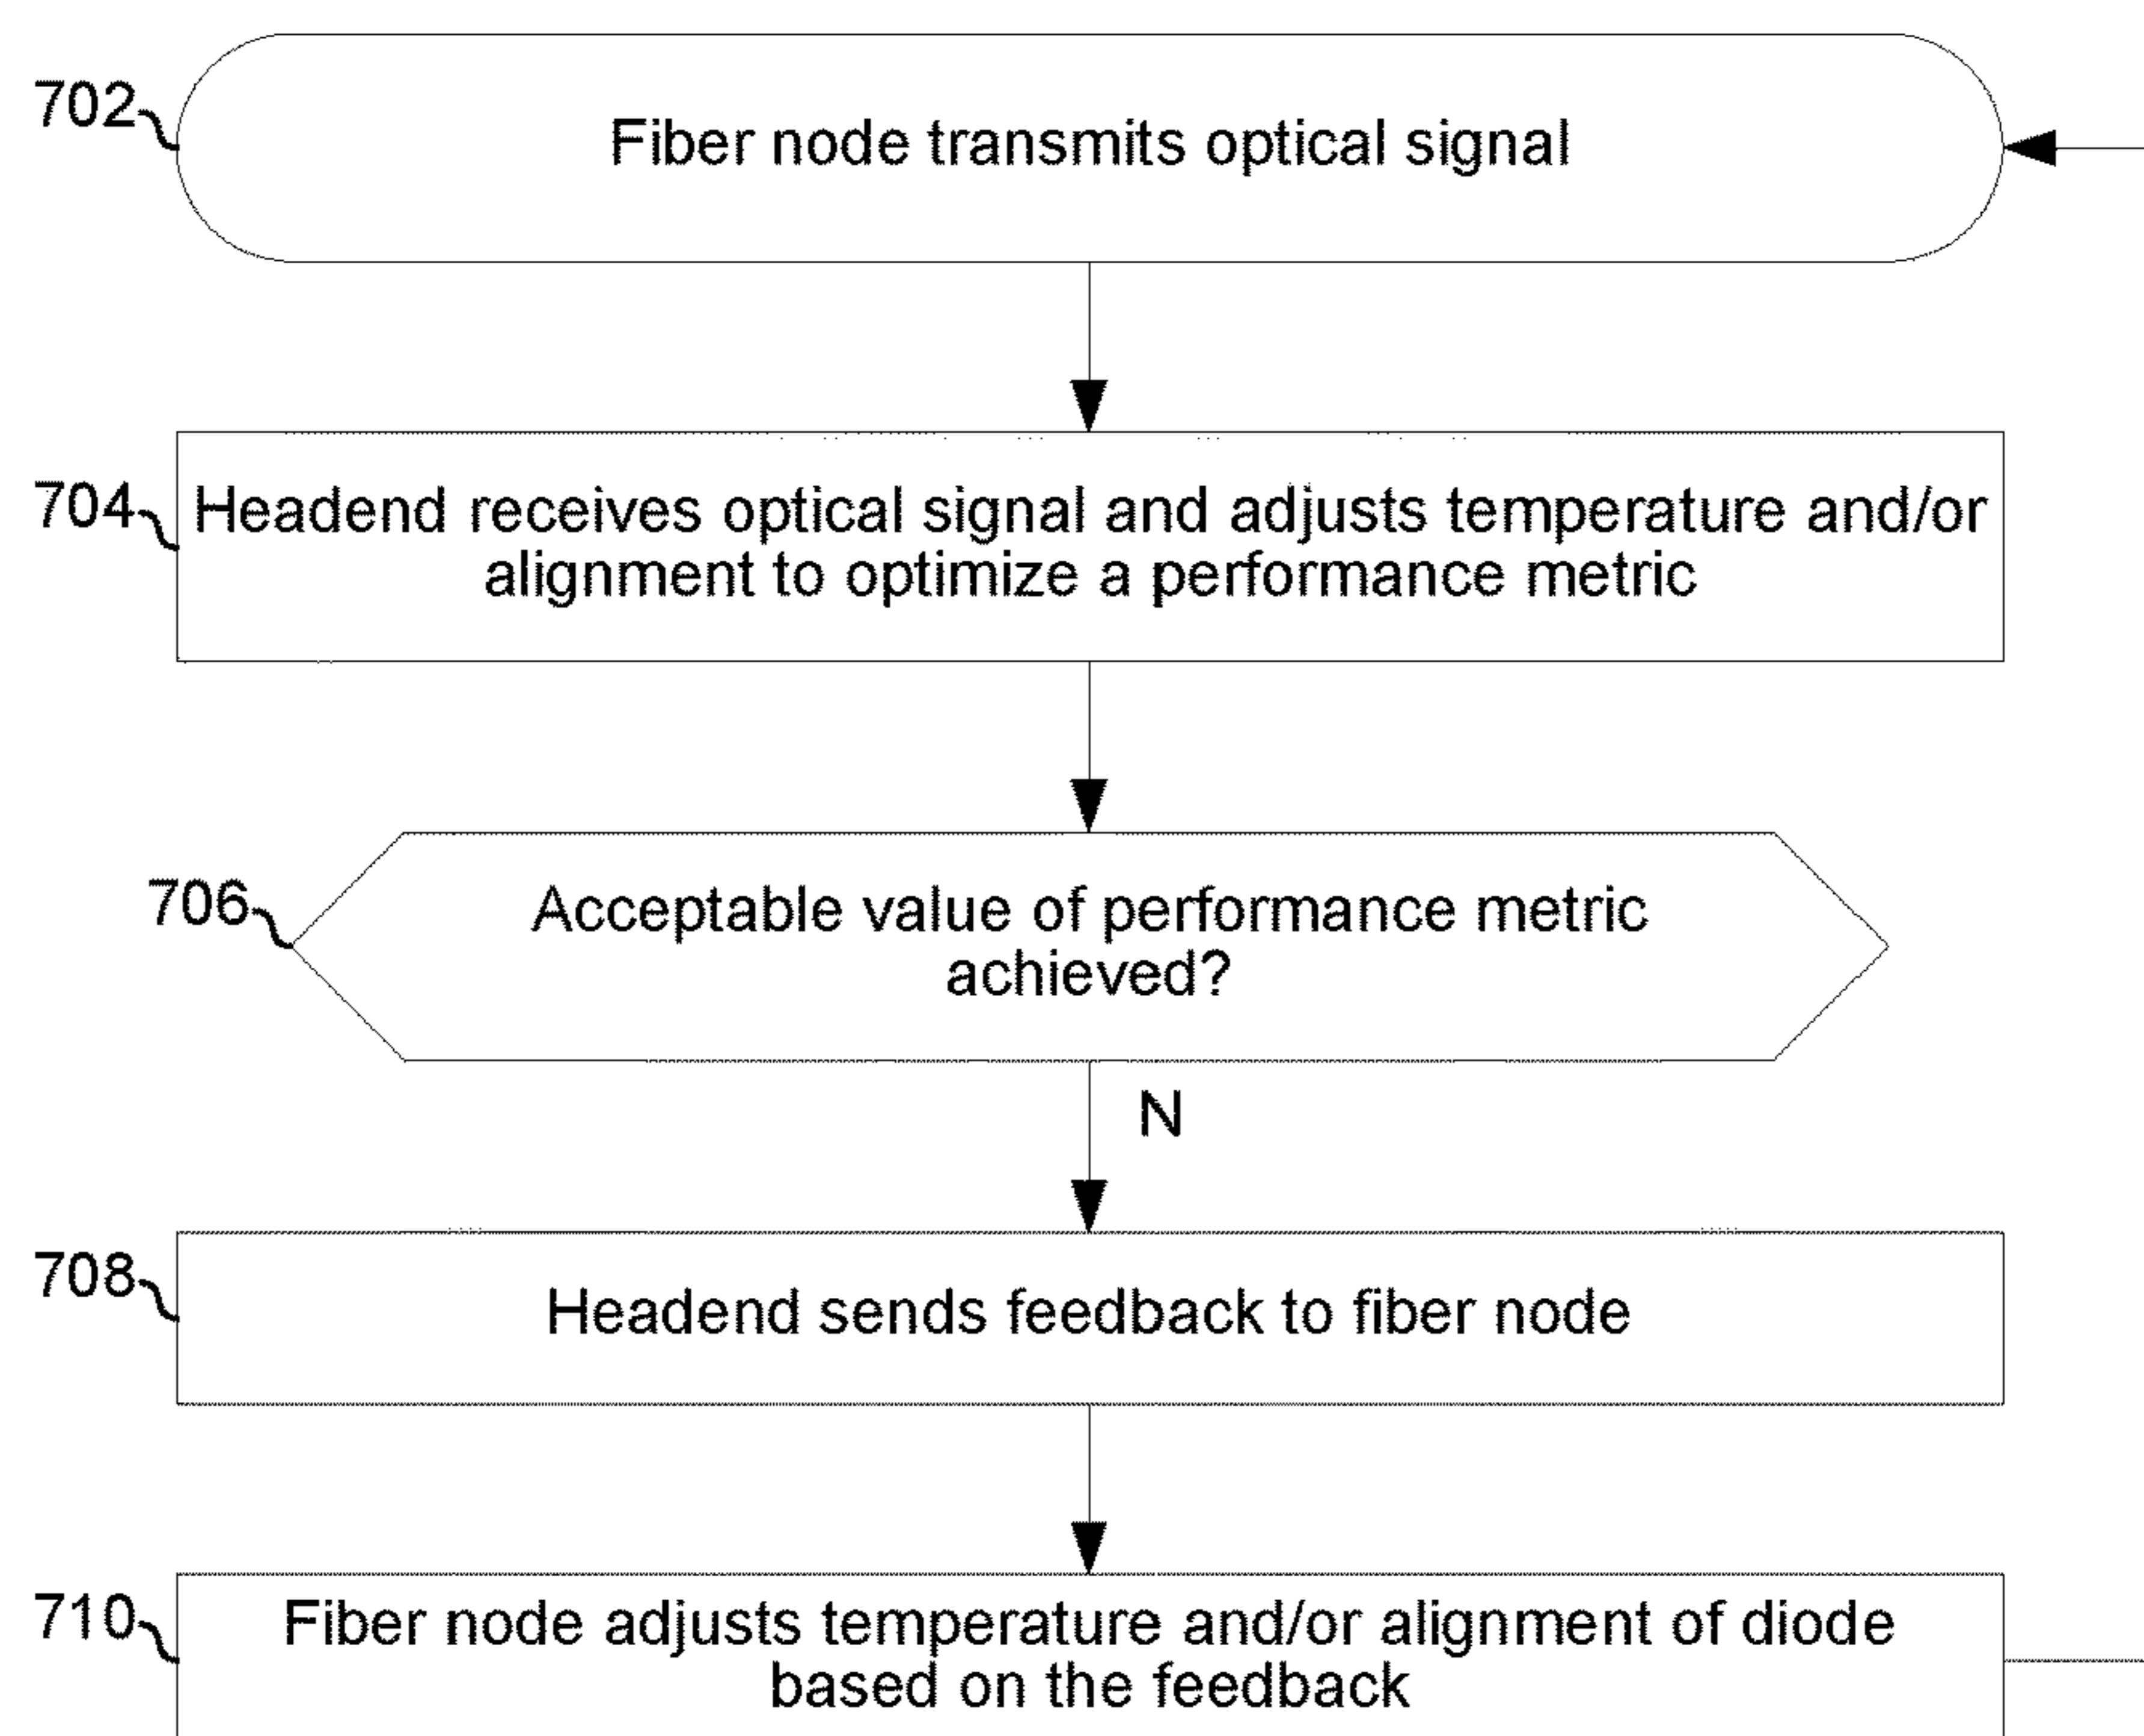 702
Fiber node transmits optical signal
704
Headend receives optical signal and adjusts temperature and/or
alignment to optimize a performance metric
706
Acceptable value of performance metric
achieved?
N
708
Headend sends feedback to fiber node
710
Fiber node adjusts temperature and/or alignment of diode
based on the feedback